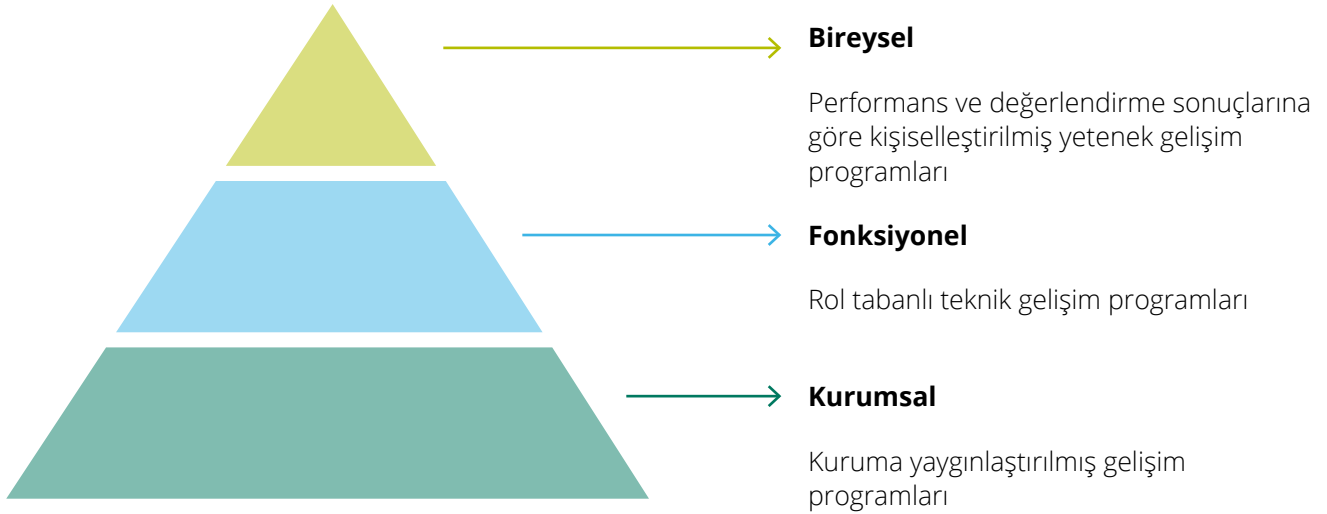 Bireysel
Performans ve değerlendirme sonuçlarına
göre kişiselleştirilmiş yetenek gelişim
programları
Fonksiyonel
Rol tabanlı teknik gelişim programları
Kurumsal
Kuruma yaygınlaştırılmış gelişim
programları